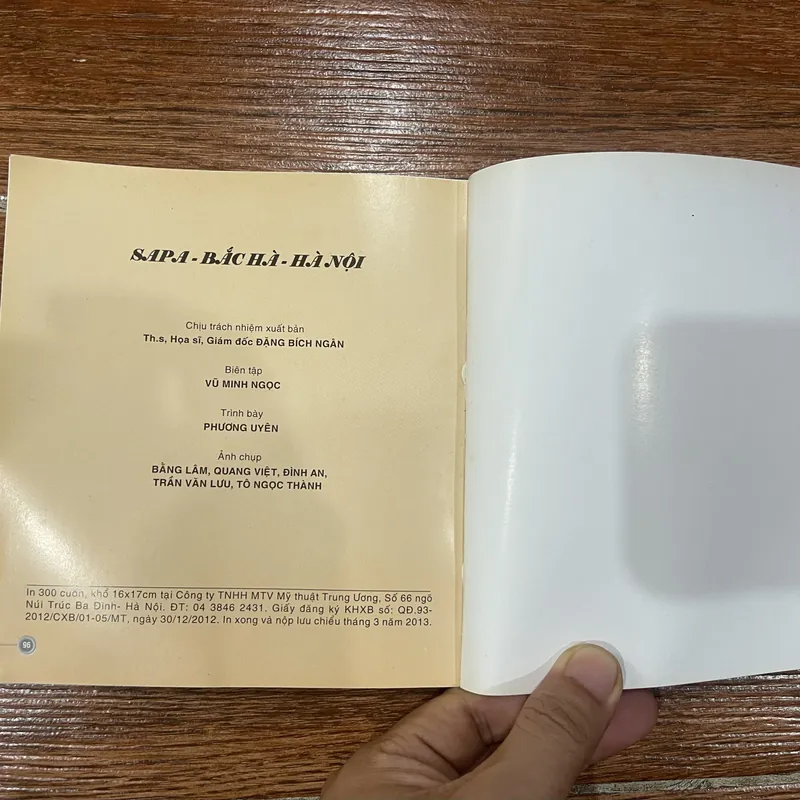 SAPA - BẮC HÀ - HÀ NỘI
Chịu trách nhiệm xuất bản
Th.s, Họa sĩ, Giám đốc ĐẶNG BÍCH NGÂN
Biên tập
VŨ MINH NGỌC
Trình bày
PHƯƠNG UYÊN
Ảnh chụp
BẰNG LÂM, QUANG VIỆT, ĐÌNH AN,
TRẦN VĂN LƯU, TÔ NGỌC THÀNH
In 300 cuốn, khổ 16x17cm tại Công ty TNHH MTV Mỹ thuật Trung Ương, Số 66 ngõ
Núi Trúc Ba Đình- Hà Nội. ĐT: 04 3846 2431. Giấy đăng ký KHXB số: QĐ.93-
2012/CXB/01-05/MT, ngày 30/12/2012. In xong và nộp lưu chiểu tháng 3 năm 2013.
96